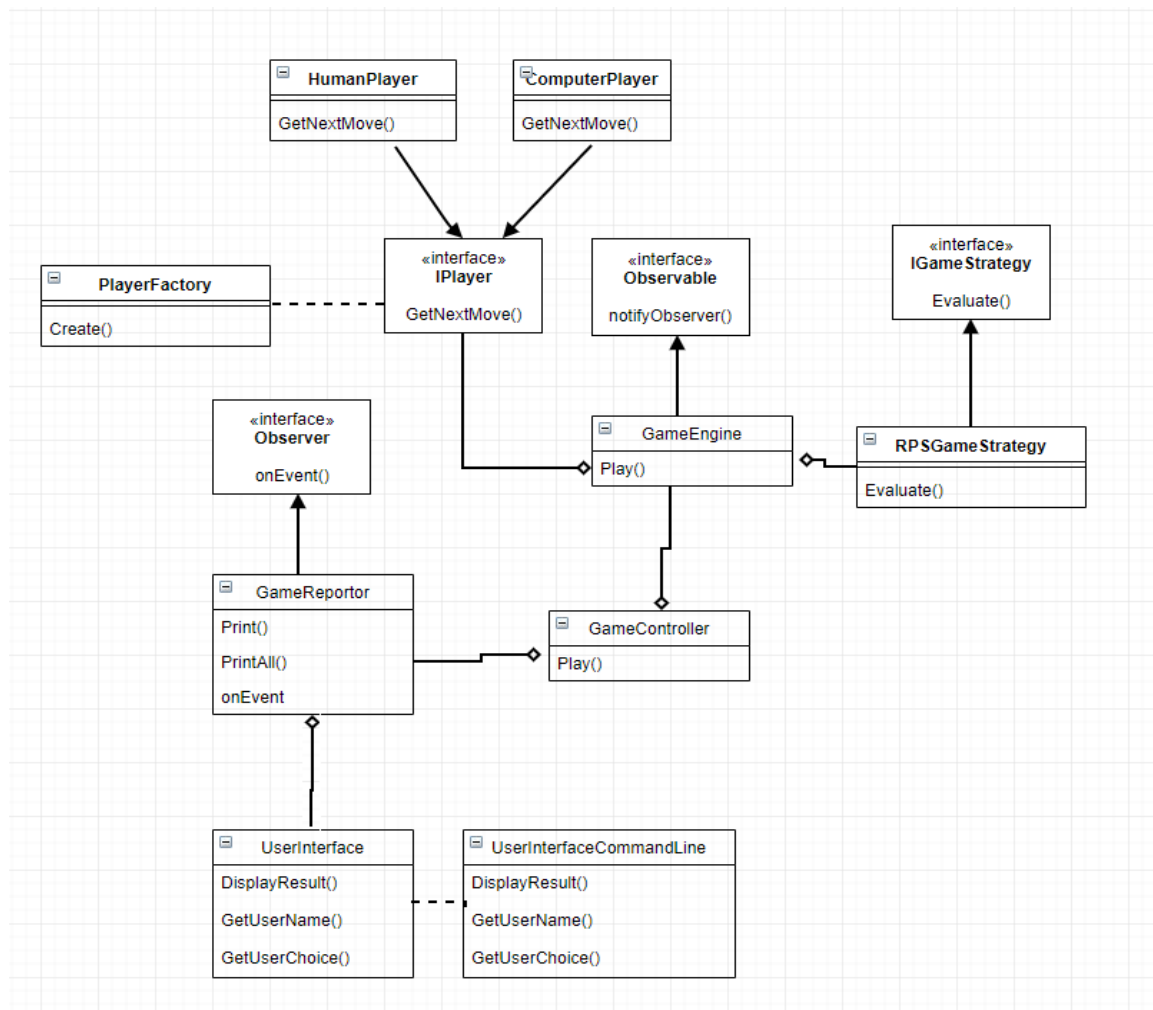 HumanPlayer
GetNextMove()
ComputerPlayer
GetNextMove()
«interface»
IPlayer
GetNextMove()
«interface»
Observable
notifyObserver()
«interface»
IGameStrategy
Evaluate()
PlayerFactory
Create()
«interface»
Observer
onEvent()
GameEngine
Play()
RPSGameStrategy
Evaluate()
GameReportor
Print()
PrintAll()
onEvent
GameController
Play()
UserInterface
DisplayResult()
GetUserName()
GetUserChoice()
UserInterfaceCommandLine
DisplayResult()
GetUserName()
GetUserChoice()